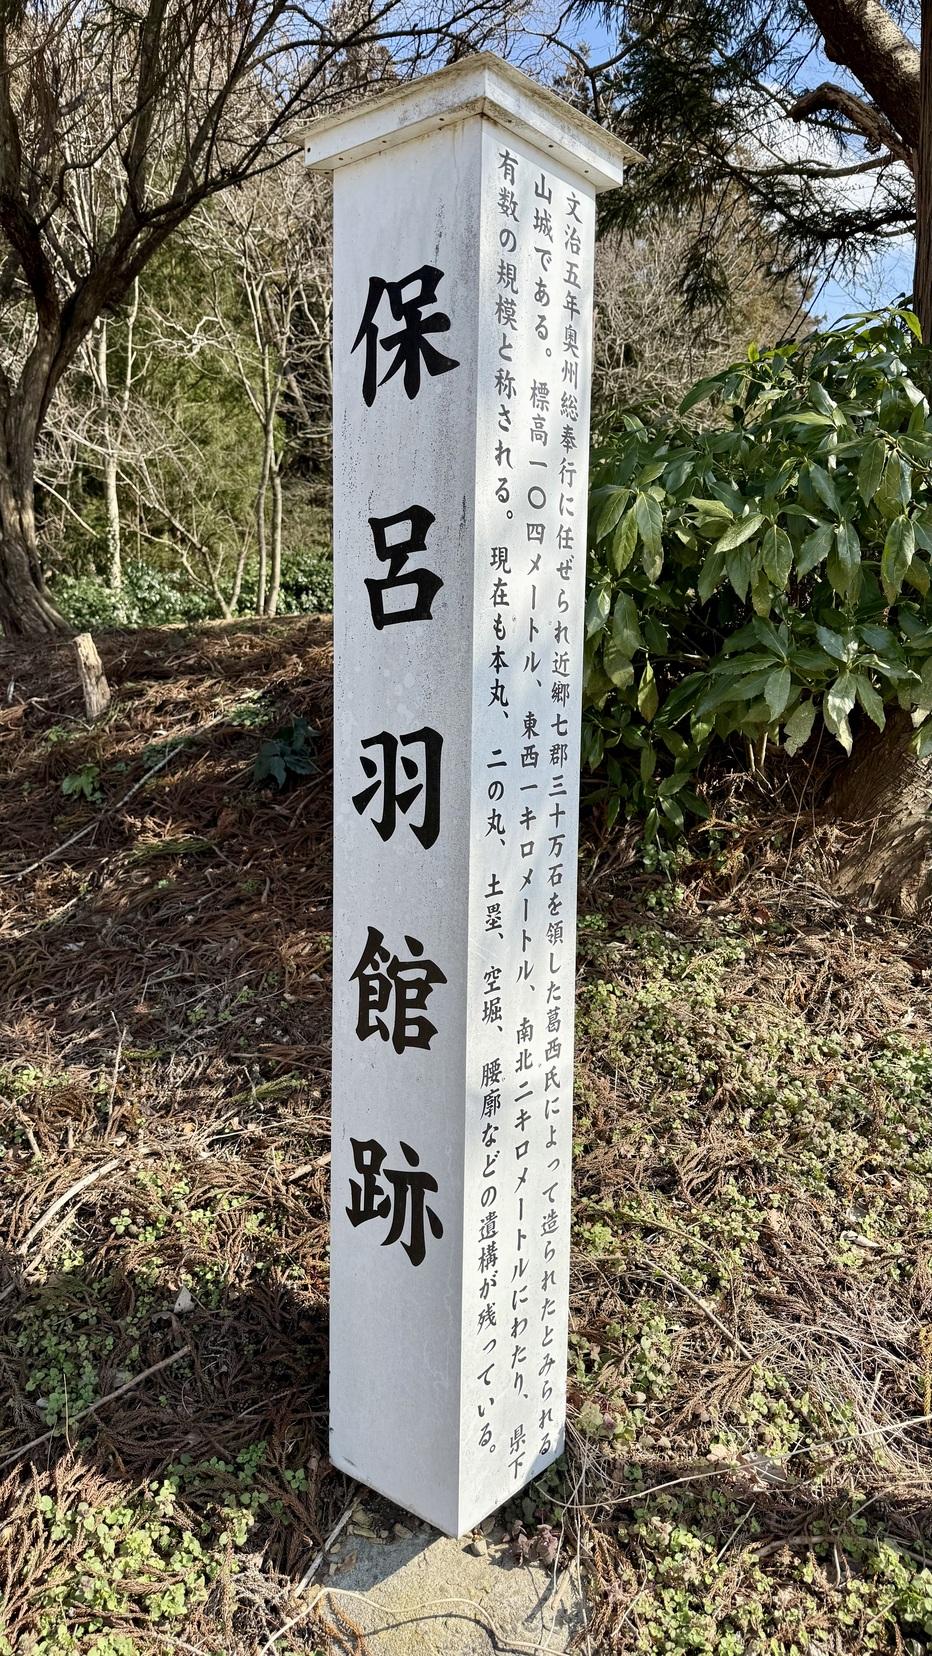 保呂羽館跡
文治五年奥州総奉行に任ぜられ近郷七郡三十万石を領した葛西氏によって造られたとみられる
山城である。標高一〇四メートル、東西一キロメートル、南北二キロメートルにわたり、県下
有数の規模と称される。現在も本丸、二の丸、土塁、空堀、腰廓などの遺構が残っている。